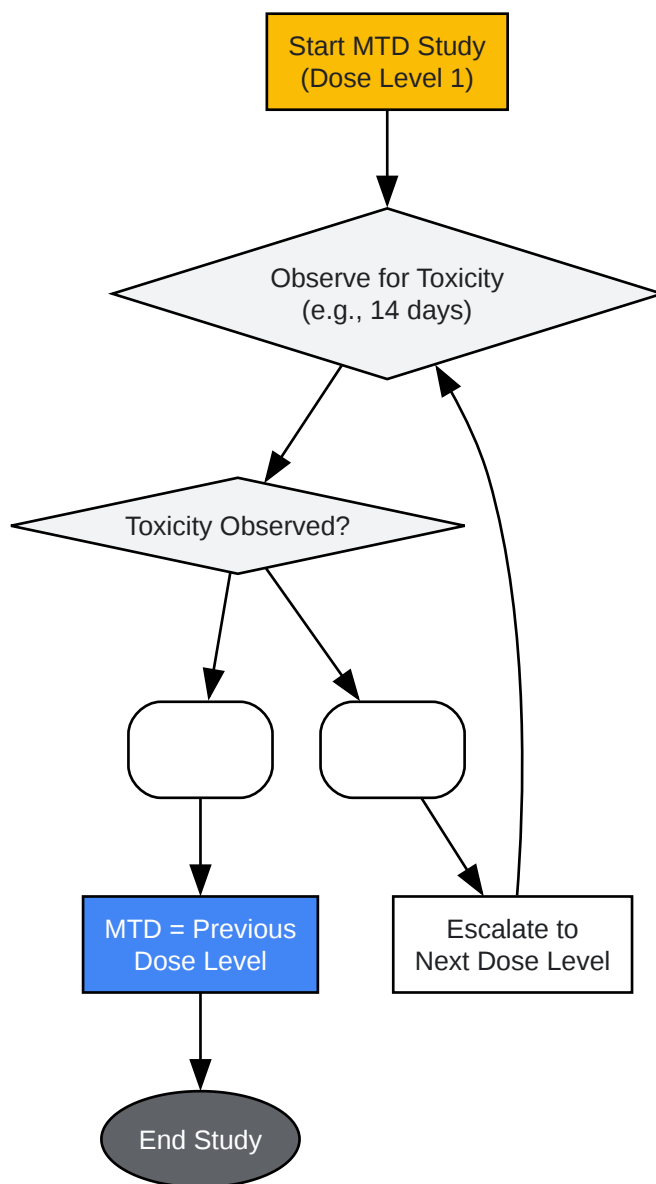 Start MTD Study
(Dose Level 1)
Observe for Toxicity
(e.g., 14 days)
Toxicity Observed?
MTD = Previous
Dose Level
Escalate to
Next Dose Level
End Study